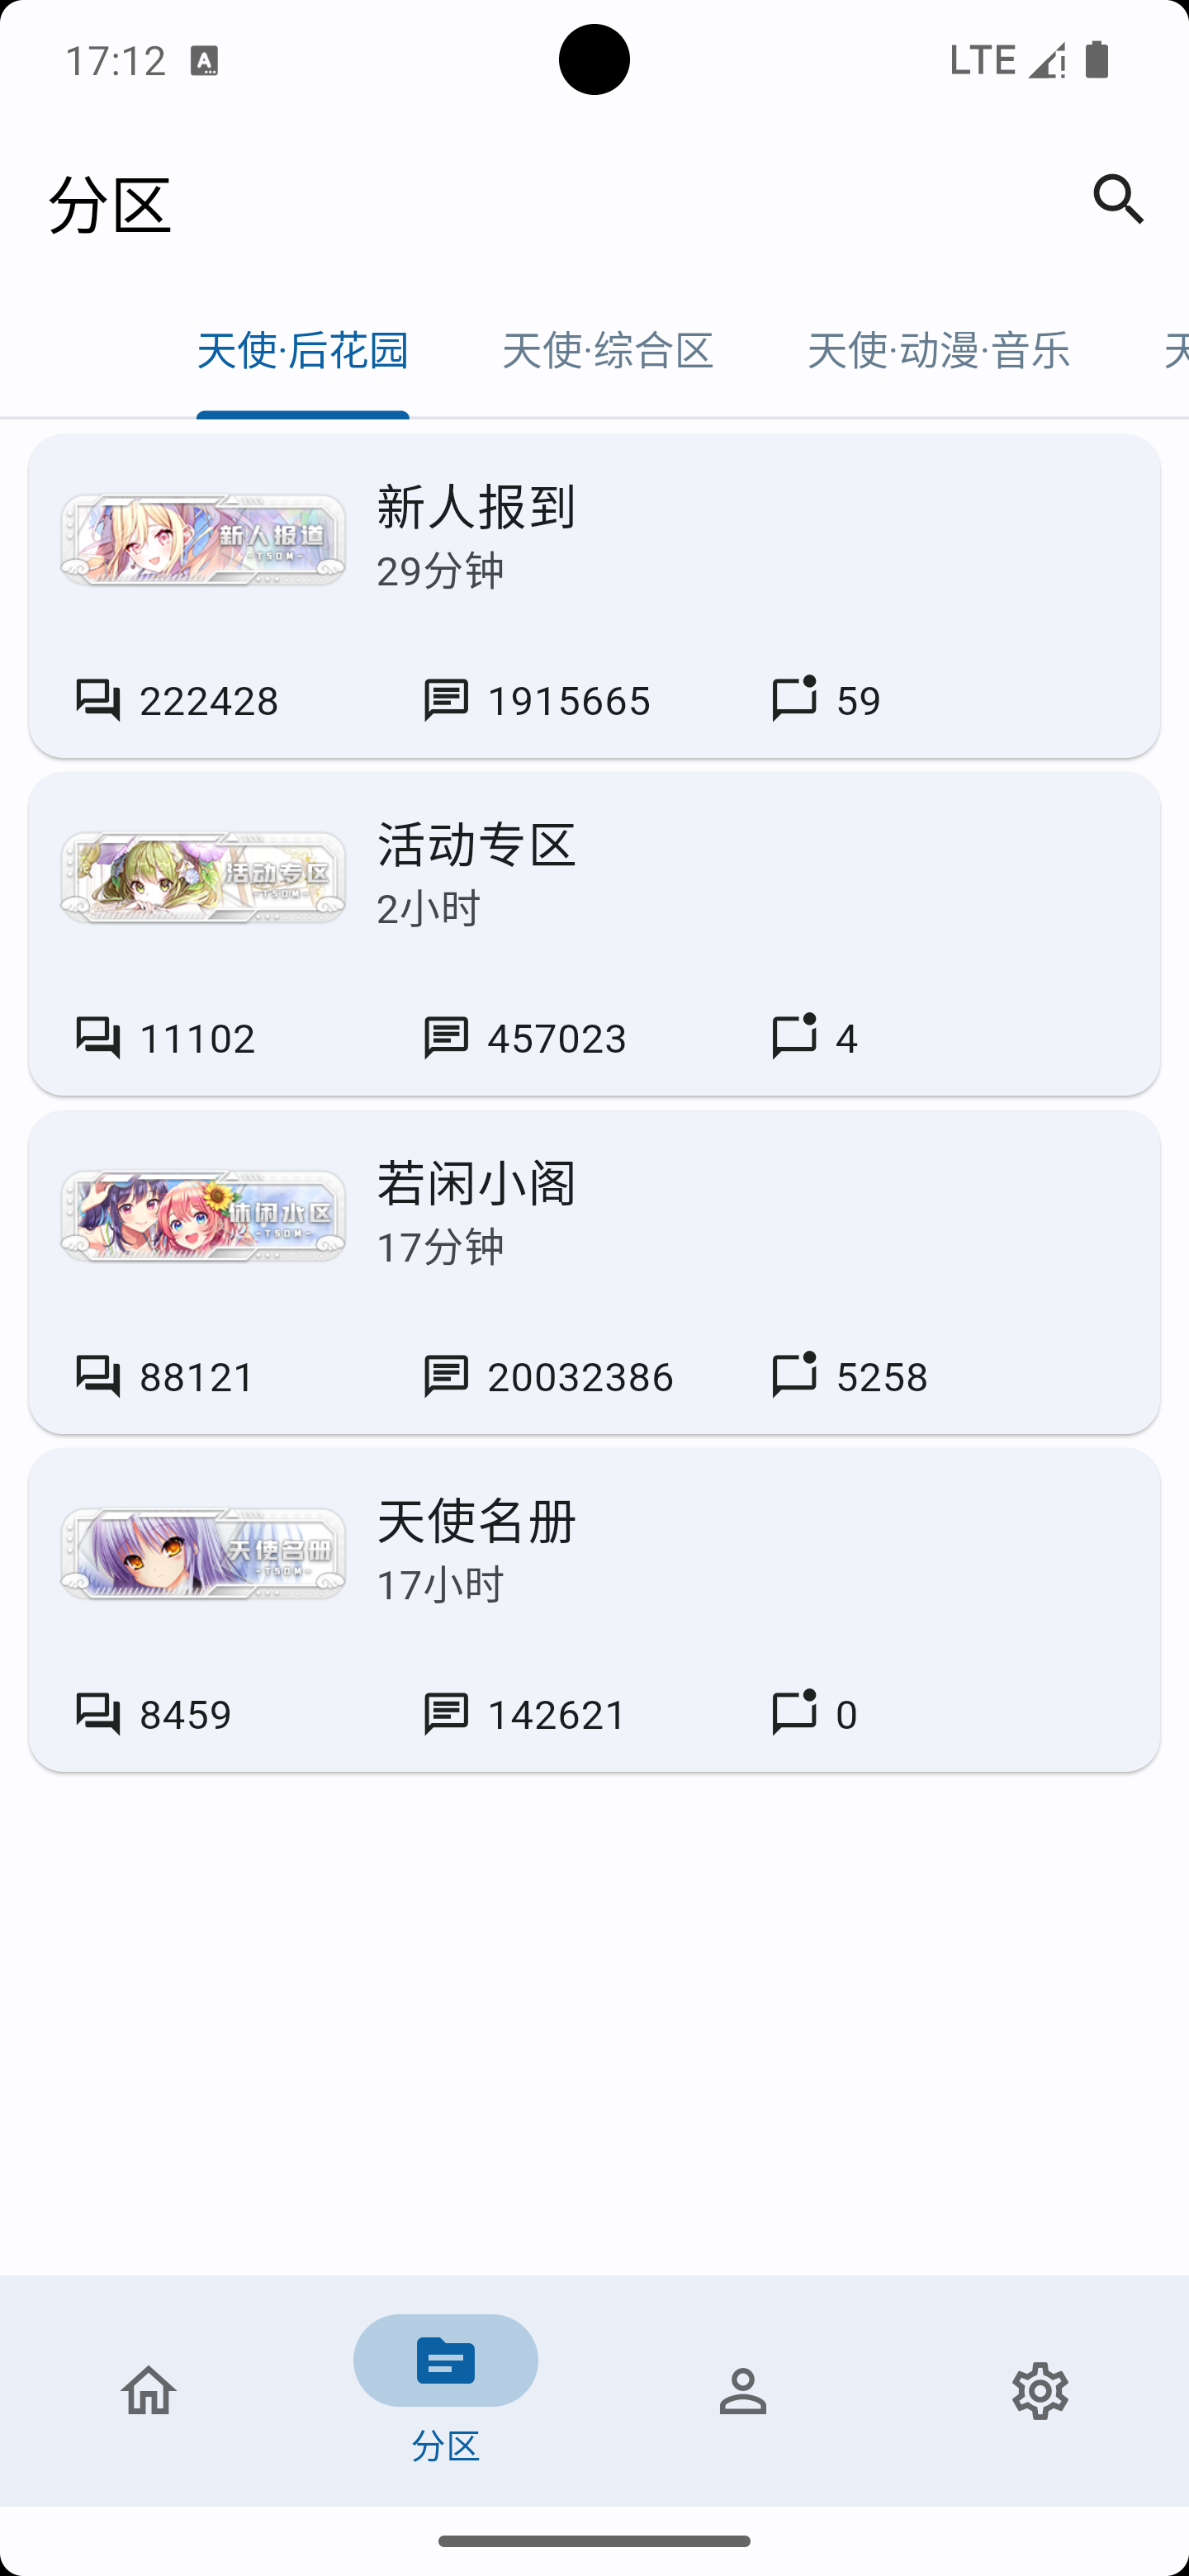 17:12
LTE
分区
天使·后花园
天使·综合区
天使·动漫·音乐
新人报道
-TSDM-
新人报到
29分钟
222428
1915665
59
活动专区
-TSDM-
活动专区
2小时
11102
457023
4
休闲水区
-TSDM-
若闲小阁
17分钟
88121
20032386
5258
天使名册
-TSDM-
天使名册
17小时
8459
142621
0
分区